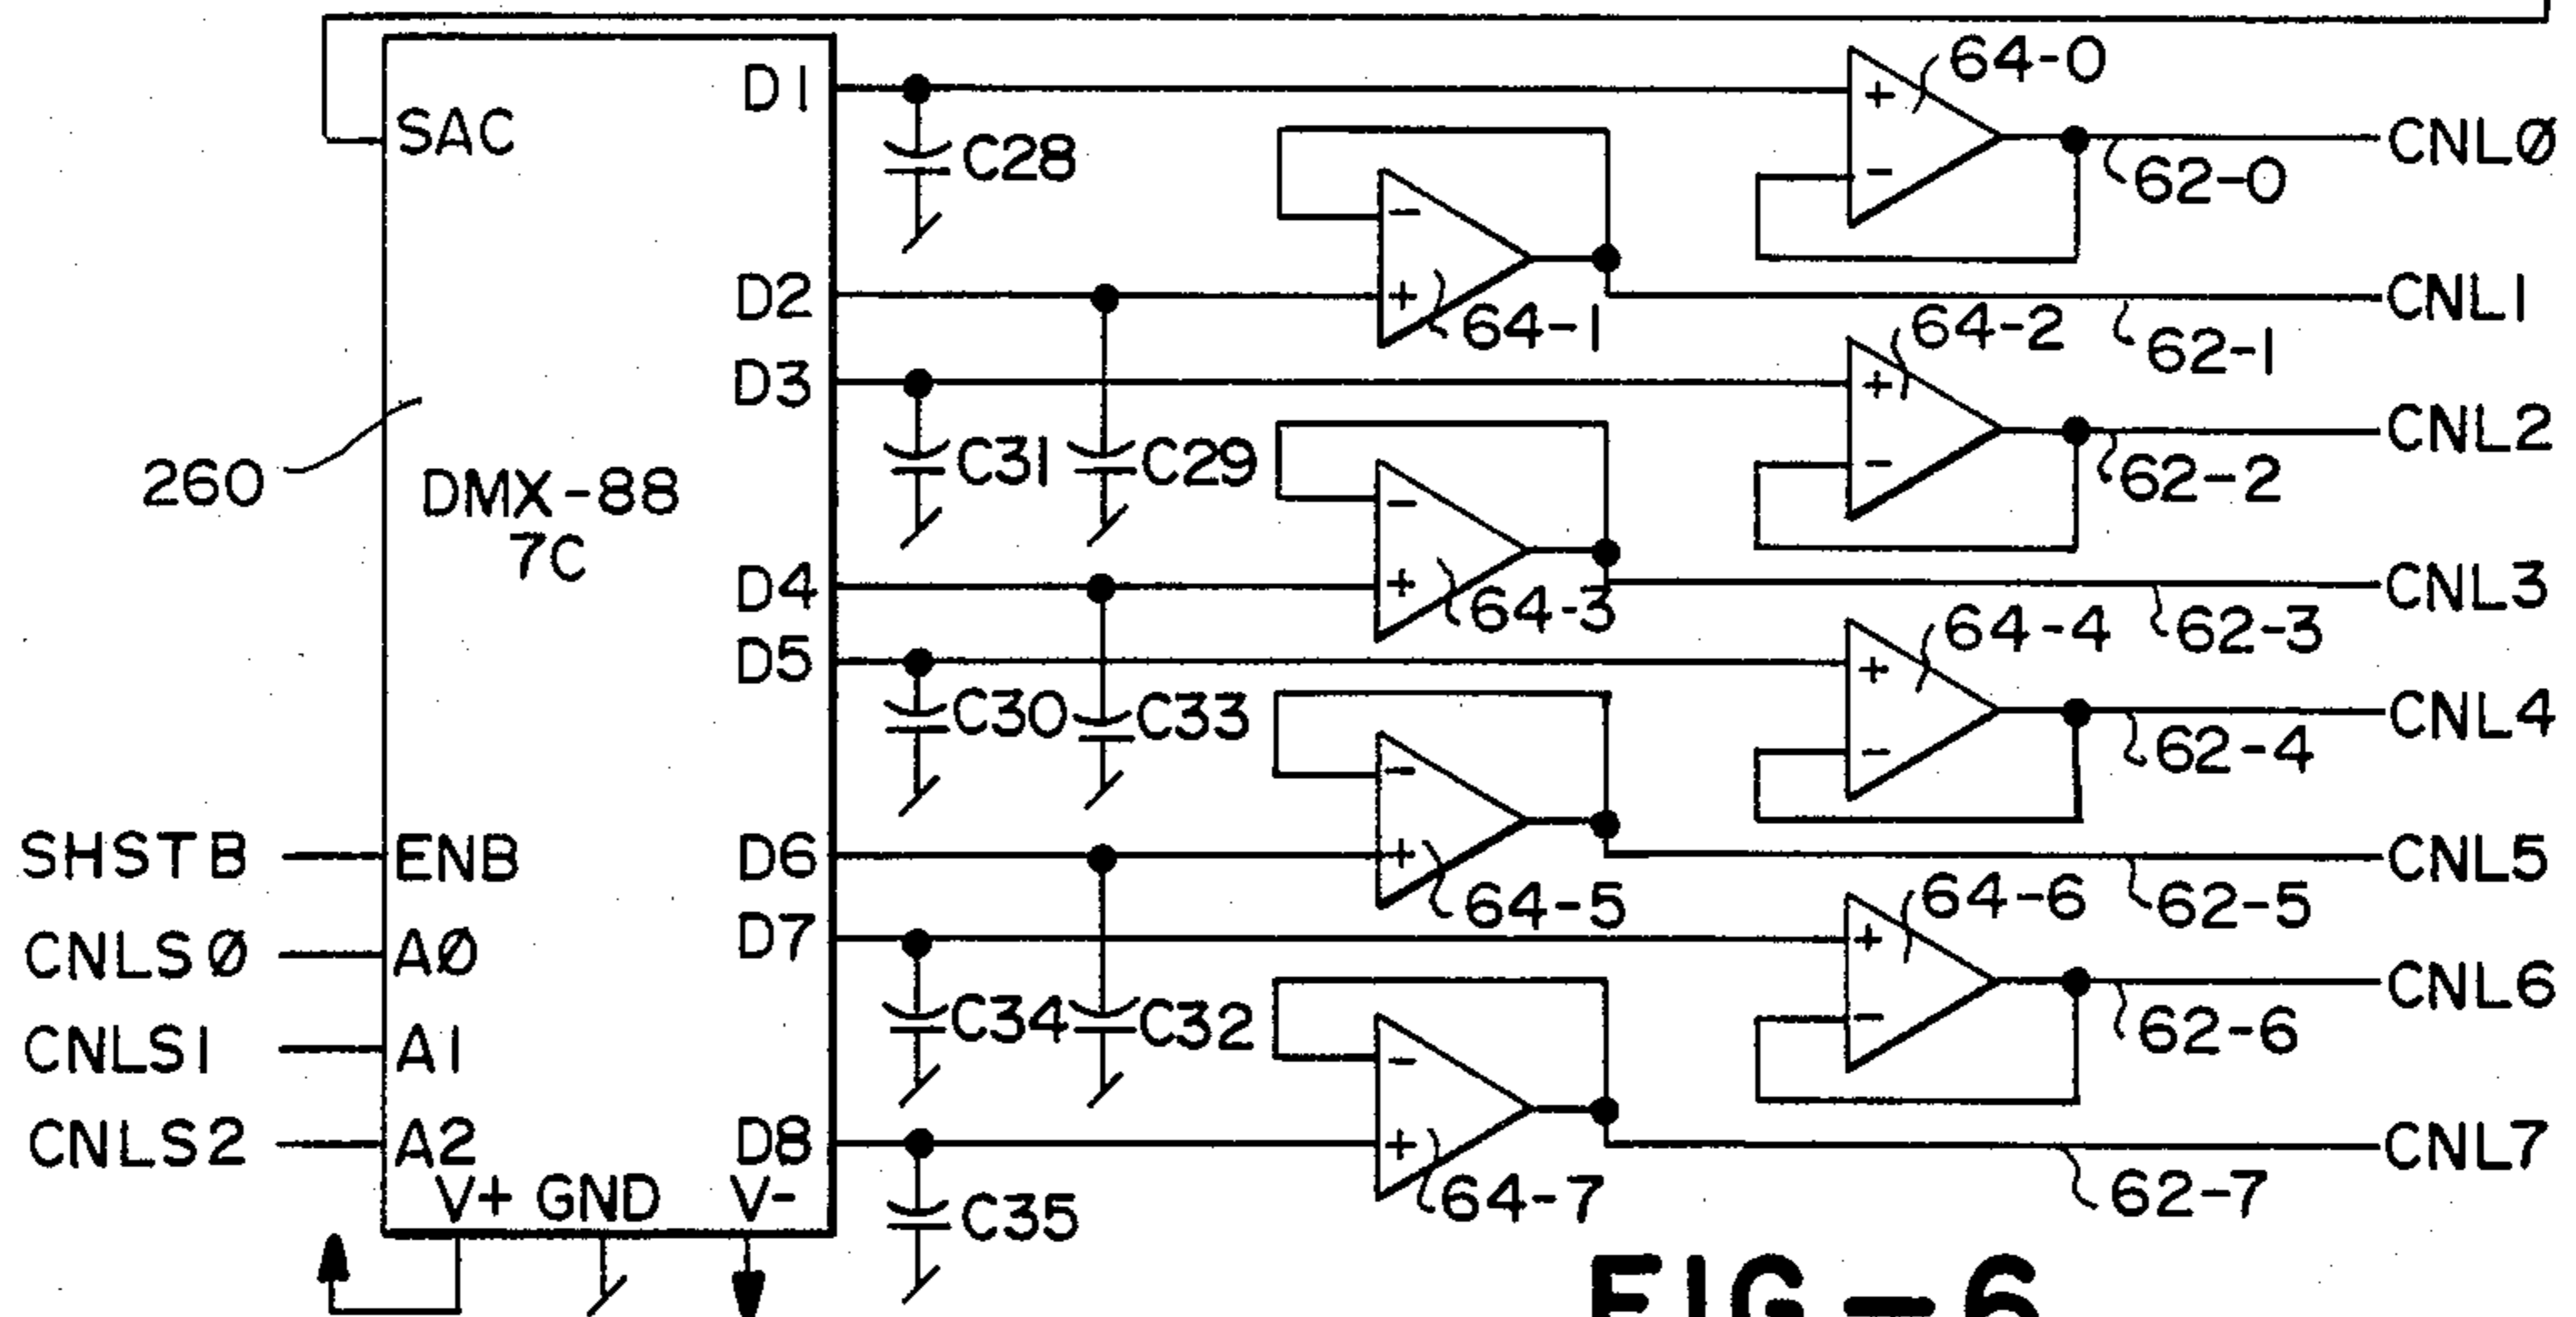 SAC
D1
D2
D3
D4
D5
D6
D7
D8
260
DMX-88
7C
SHSTB
ENB
CNLSØ
AØ
CNLS1
A1
CNLS2
A2
V+ GND V-
C28
C31
C29
C30
C33
C34
C32
C35
+
-
64-0
62-0
CNLØ
-
+
64-1
62-1
CNL1
+
-
64-2
62-2
CNL2
-
+
64-3
62-3
CNL3
+
-
64-4
62-4
CNL4
-
+
64-5
62-5
CNL5
+
-
64-6
62-6
CNL6
-
+
64-7
62-7
CNL7
FIG-6